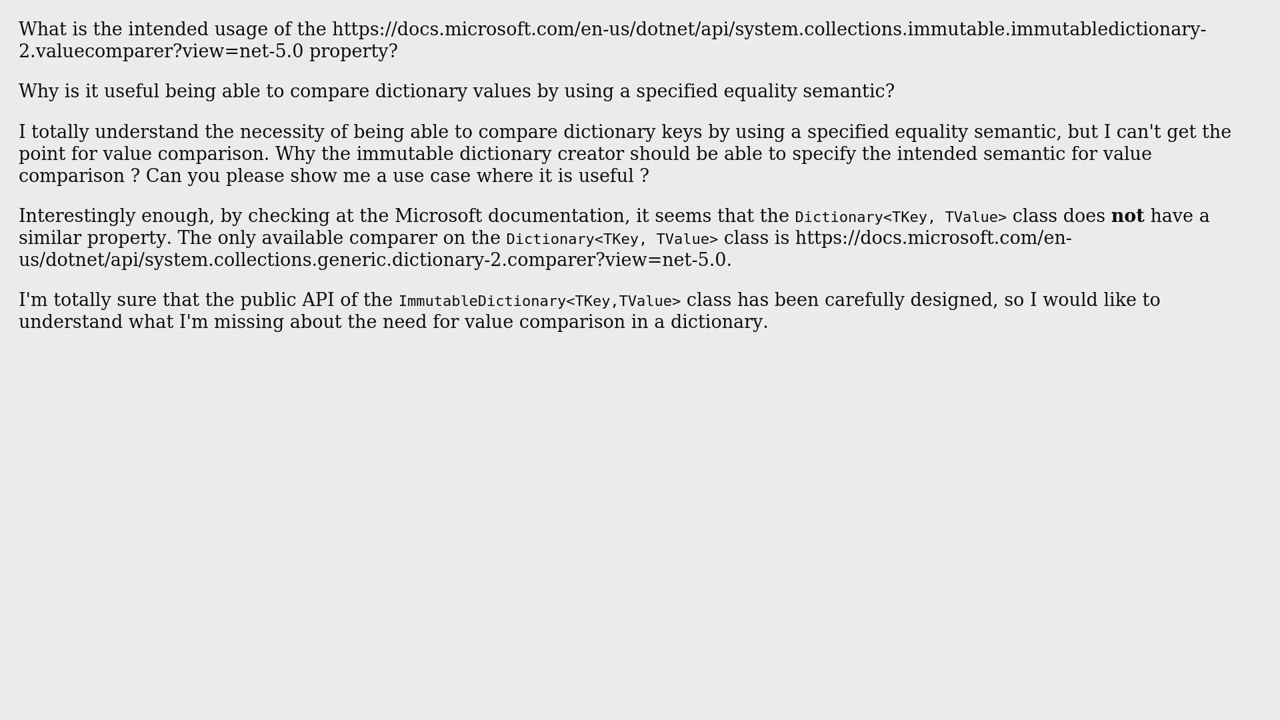 What is the intended usage of the https://docs.microsoft.com/en-us/dotnet/api/system.collections.immutable.immutabledictionary-
2.valuecomparer?view=net-5.0 property?
Why is it useful being able to compare dictionary values by using a specified equality semantic?
I totally understand the necessity of being able to compare dictionary keys by using a specified equality semantic, but I can't get the
point for value comparison. Why the immutable dictionary creator should be able to specify the intended semantic for value
comparison ? Can you please show me a use case where it is useful ?
Interestingly enough, by checking at the Microsoft documentation, it seems that the Dictionary<TKey, TValue> class does not have a
similar property. The only available comparer on the Dictionary<TKey, TValue> class is https://docs.microsoft.com/en-
us/dotnet/api/system.collections.generic.dictionary-2.comparer?view=net-5.0.
I'm totally sure that the public API of the ImmutableDictionary<TKey,TValue> class has been carefully designed, so I would like to
understand what I'm missing about the need for value comparison in a dictionary.